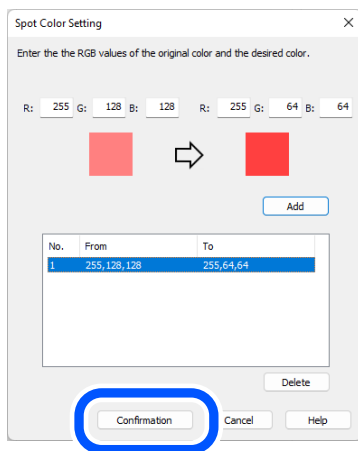 Spot Color Setting
Enter the the RGB values of the original color and the desired color.
R: 255 G: 128 B: 128 R: 255 G: 64 B: 64
Add
No. From To
1 255,128,128 255,64,64
Delete
Confirmation Cancel Help